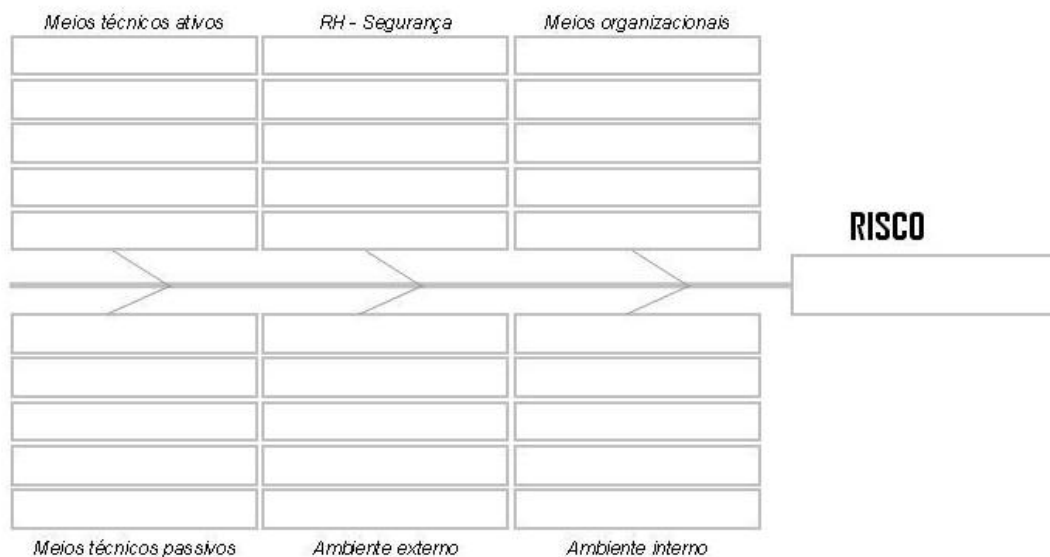 Meios técnicos ativos
RH - Segurança
Meios organizacionais
RISCO
Meios técnicos passivos
Ambiente externo
Ambiente interno